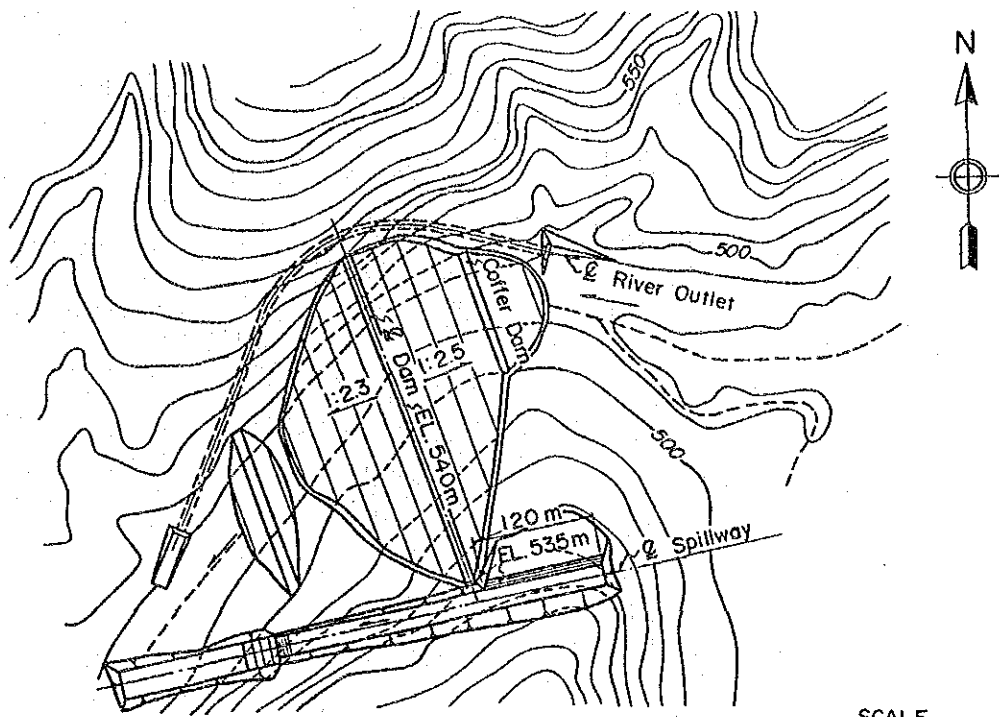 N
550
500
℄ River Outlet
Coffer Dam
℄ Dam EL. 540m
1:2.5
1:2.3
500
120 m
EL. 535m
℄ Spillway
SCALE